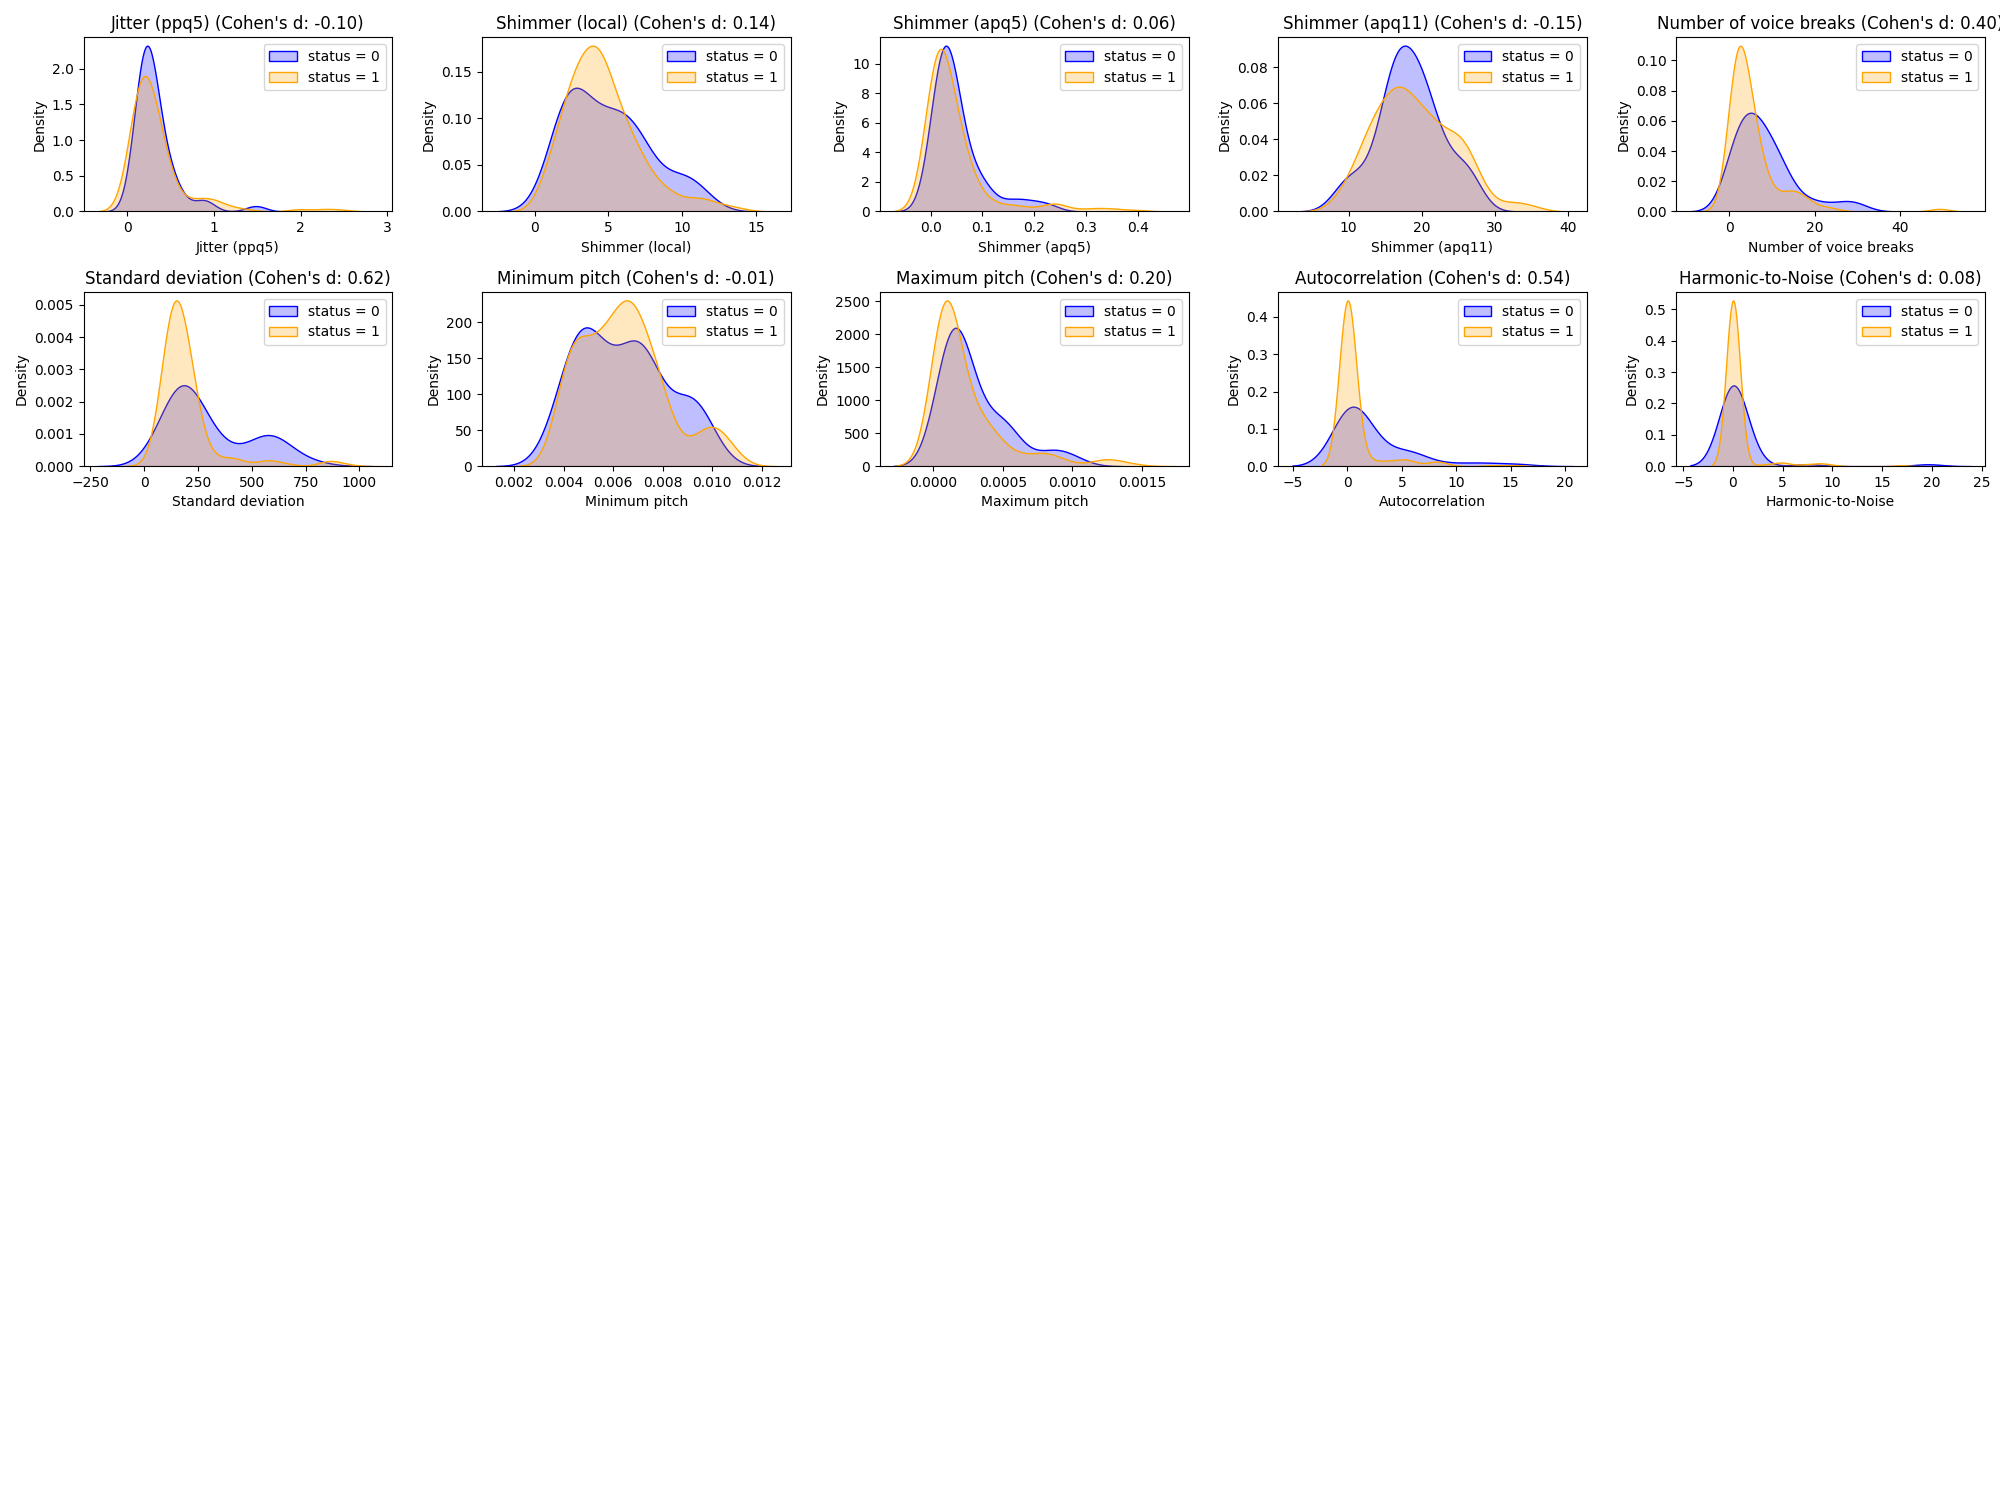 Jitter (ppq5) (Cohen's d: -0.10)
status = 0
status = 1
Density
2.0
1.5
1.0
0.5
0.0
0 1 2 3
Jitter (ppq5)
Shimmer (local) (Cohen's d: 0.14)
status = 0
status = 1
Density
0.15
0.10
0.05
0.00
0 5 10 15
Shimmer (local)
Shimmer (apq5) (Cohen's d: 0.06)
status = 0
status = 1
Density
10
8
6
4
2
0
0.0 0.1 0.2 0.3 0.4
Shimmer (apq5)
Shimmer (apq11) (Cohen's d: -0.15)
status = 0
status = 1
Density
0.08
0.06
0.04
0.02
0.00
10 20 30 40
Shimmer (apq11)
Number of voice breaks (Cohen's d: 0.40)
status = 0
status = 1
Density
0.10
0.08
0.06
0.04
0.02
0.00
0 20 40
Number of voice breaks
Standard deviation (Cohen's d: 0.62)
status = 0
status = 1
Density
0.005
0.004
0.003
0.002
0.001
0.000
−250 0 250 500 750 1000
Standard deviation
Minimum pitch (Cohen's d: -0.01)
status = 0
status = 1
Density
200
150
100
50
0
0.002 0.004 0.006 0.008 0.010 0.012
Minimum pitch
Maximum pitch (Cohen's d: 0.20)
status = 0
status = 1
Density
2500
2000
1500
1000
500
0
0.0000 0.0005 0.0010 0.0015
Maximum pitch
Autocorrelation (Cohen's d: 0.54)
status = 0
status = 1
Density
0.4
0.3
0.2
0.1
0.0
−5 0 5 10 15 20
Autocorrelation
Harmonic-to-Noise (Cohen's d: 0.08)
status = 0
status = 1
Density
0.5
0.4
0.3
0.2
0.1
0.0
−5 0 5 10 15 20 25
Harmonic-to-Noise